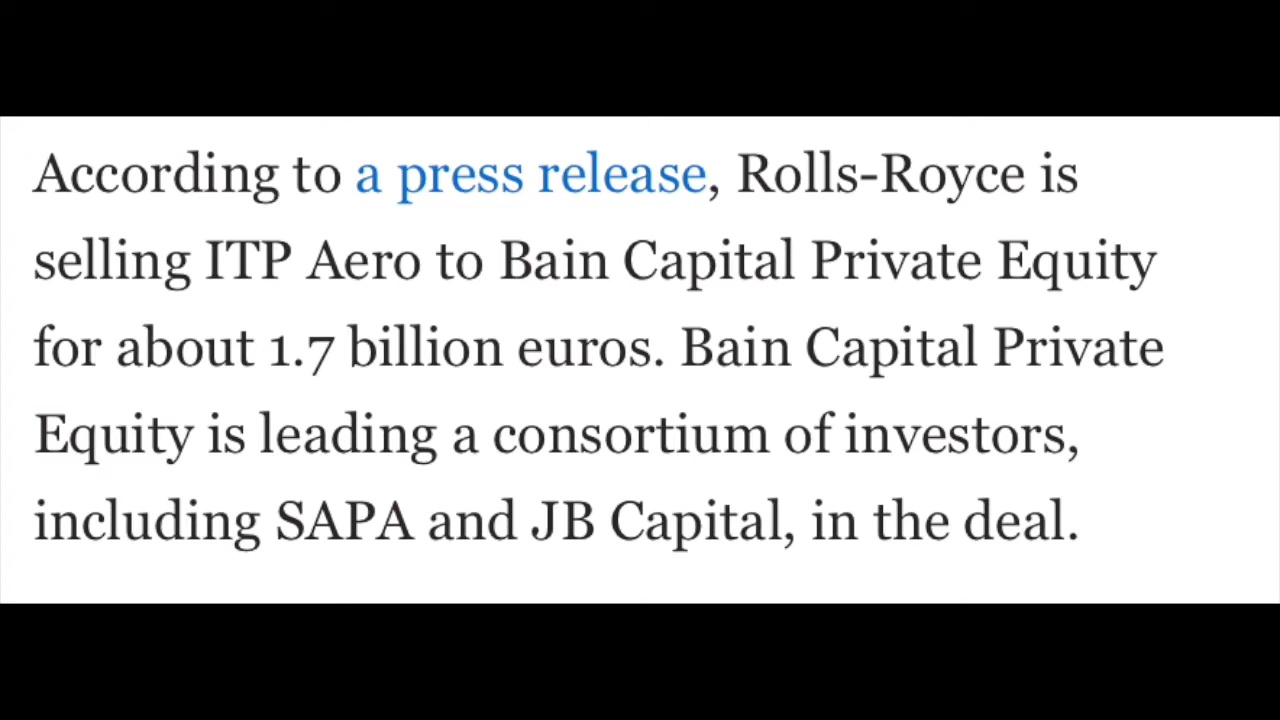 According to a press release, Rolls-Royce is
selling ITP Aero to Bain Capital Private Equity
for about 1.7 billion euros. Bain Capital Private
Equity is leading a consortium of investors,
including SAPA and JB Capital, in the deal.